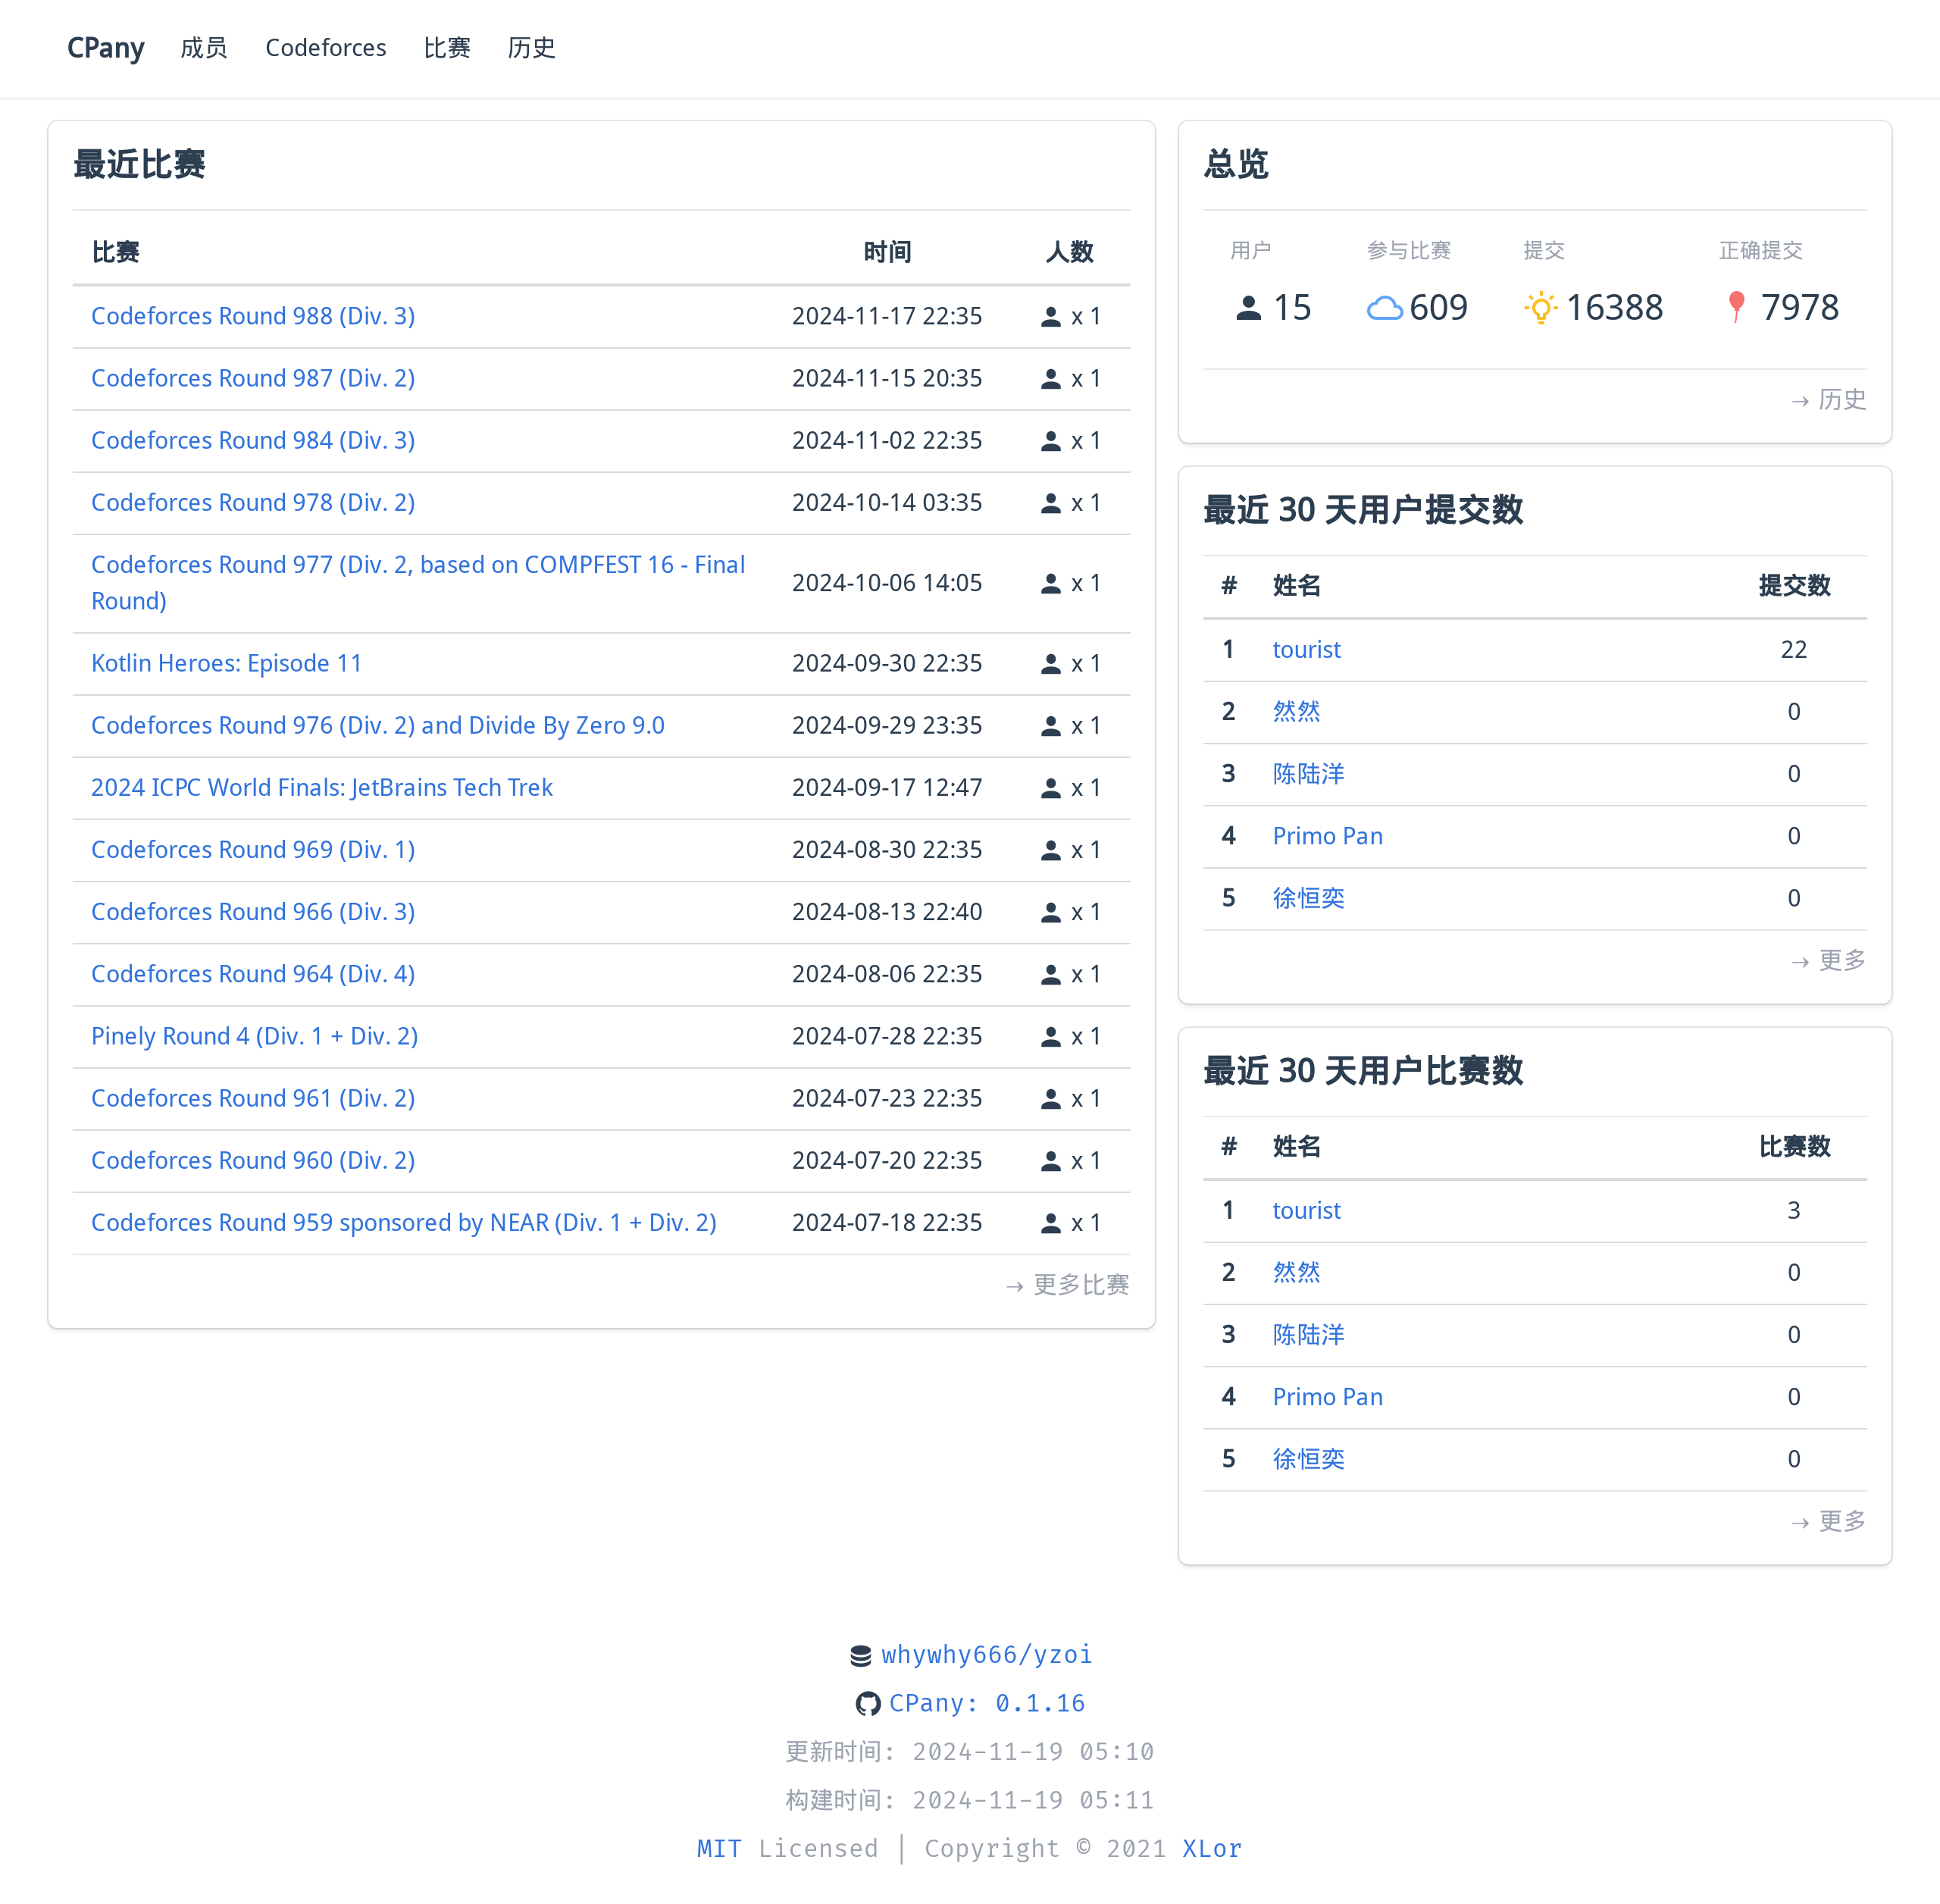 CPany 成员 Codeforces 比赛 历史
最近比赛
比赛 时间 人数
Codeforces Round 988 (Div. 3) 2024-11-17 22:35 x 1
Codeforces Round 987 (Div. 2) 2024-11-15 20:35 x 1
Codeforces Round 984 (Div. 3) 2024-11-02 22:35 x 1
Codeforces Round 978 (Div. 2) 2024-10-14 03:35 x 1
Codeforces Round 977 (Div. 2, based on COMPFEST 16 - Final
Round) 2024-10-06 14:05 x 1
Kotlin Heroes: Episode 11 2024-09-30 22:35 x 1
Codeforces Round 976 (Div. 2) and Divide By Zero 9.0 2024-09-29 23:35 x 1
2024 ICPC World Finals: JetBrains Tech Trek 2024-09-17 12:47 x 1
Codeforces Round 969 (Div. 1) 2024-08-30 22:35 x 1
Codeforces Round 966 (Div. 3) 2024-08-13 22:40 x 1
Codeforces Round 964 (Div. 4) 2024-08-06 22:35 x 1
Pinely Round 4 (Div. 1 + Div. 2) 2024-07-28 22:35 x 1
Codeforces Round 961 (Div. 2) 2024-07-23 22:35 x 1
Codeforces Round 960 (Div. 2) 2024-07-20 22:35 x 1
Codeforces Round 959 sponsored by NEAR (Div. 1 + Div. 2) 2024-07-18 22:35 x 1
→ 更多比赛
总览
用户 参与比赛 提交 正确提交
15 609 16388 7978
→ 历史
最近 30 天用户提交数
# 姓名 提交数
1 tourist 22
2 然然 0
3 陈陆洋 0
4 Primo Pan 0
5 徐恒奕 0
→ 更多
最近 30 天用户比赛数
# 姓名 比赛数
1 tourist 3
2 然然 0
3 陈陆洋 0
4 Primo Pan 0
5 徐恒奕 0
→ 更多
whywhy666/yzoi
CPany: 0.1.16
更新时间: 2024-11-19 05:10
构建时间: 2024-11-19 05:11
MIT Licensed | Copyright © 2021 XLor